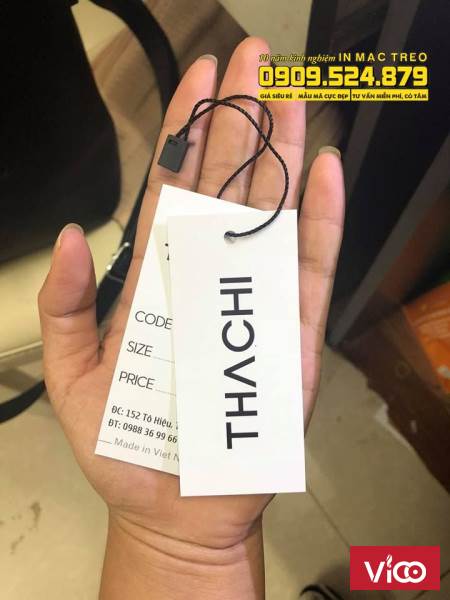 10 năm kinh nghiệm IN MẠC TREO
0909.524.879
GIÁ SIÊU RẺ MẪU MÃ CỰC ĐẸP TƯ VẤN MIỄN PHÍ, CÓ TÂM
THACHI
CODE
SIZE
PRICE
ĐC: 152 Tô Hiệu,
ĐT: 0988 36 99 66
Made in Viet N
ViCO